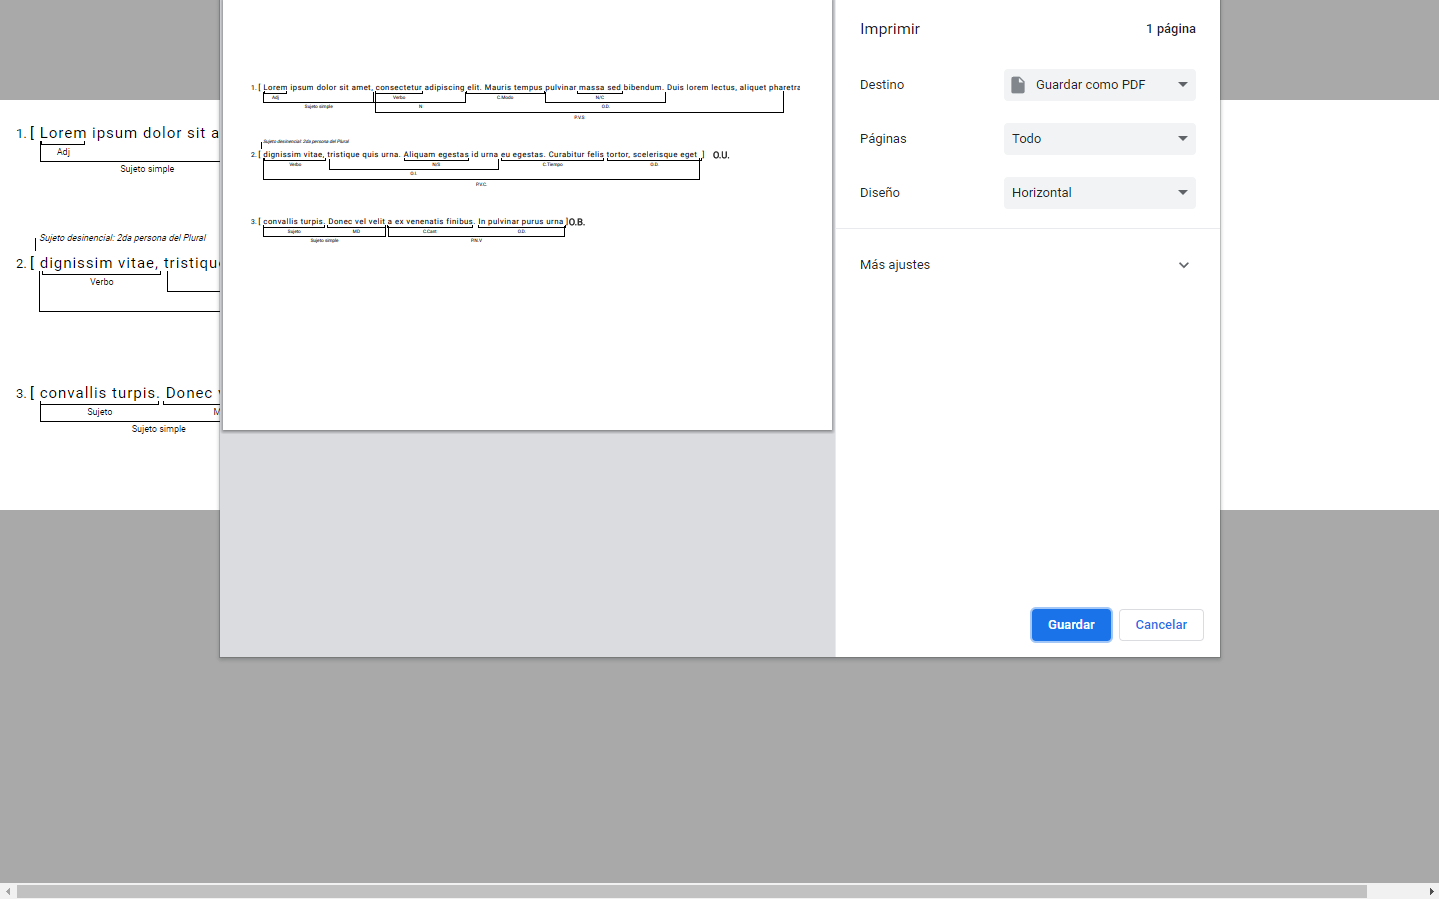 1. [ Lorem ipsum dolor sit a
Adj
Sujeto simple
Sujeto desinencial: 2da persona del Plural
2. [ dignissim vitae, tristiqu
Verbo
3. [ convallis turpis. Donec
Sujeto
M
Sujeto simple
1. [ Lorem ipsum dolor sit amet, consectetur adipiscing elit. Mauris tempus pulvinar massa sed bibendum. Duis lorem lectus, aliquet pharetra
Adj Verbo C.Modo N/C
Sujeto simple N O.D.
P.V.S
Sujeto desinencial: 2da persona del Plural
2. [ dignissim vitae, tristique quis urna. Aliquam egestas id urna eu egestas. Curabitur felis tortor, scelerisque eget ] O.U.
Verbo N/S C.Tiempo O.D.
O.I.
P.V.C.
3. [ convallis turpis. Donec vel velit a ex venenatis finibus. In pulvinar purus urna ]O.B.
Sujeto MD C.Cant O.D.
Sujeto simple P.N.V
Imprimir 1 página
Destino Guardar como PDF
Páginas Todo
Diseño Horizontal
Más ajustes
Guardar Cancelar